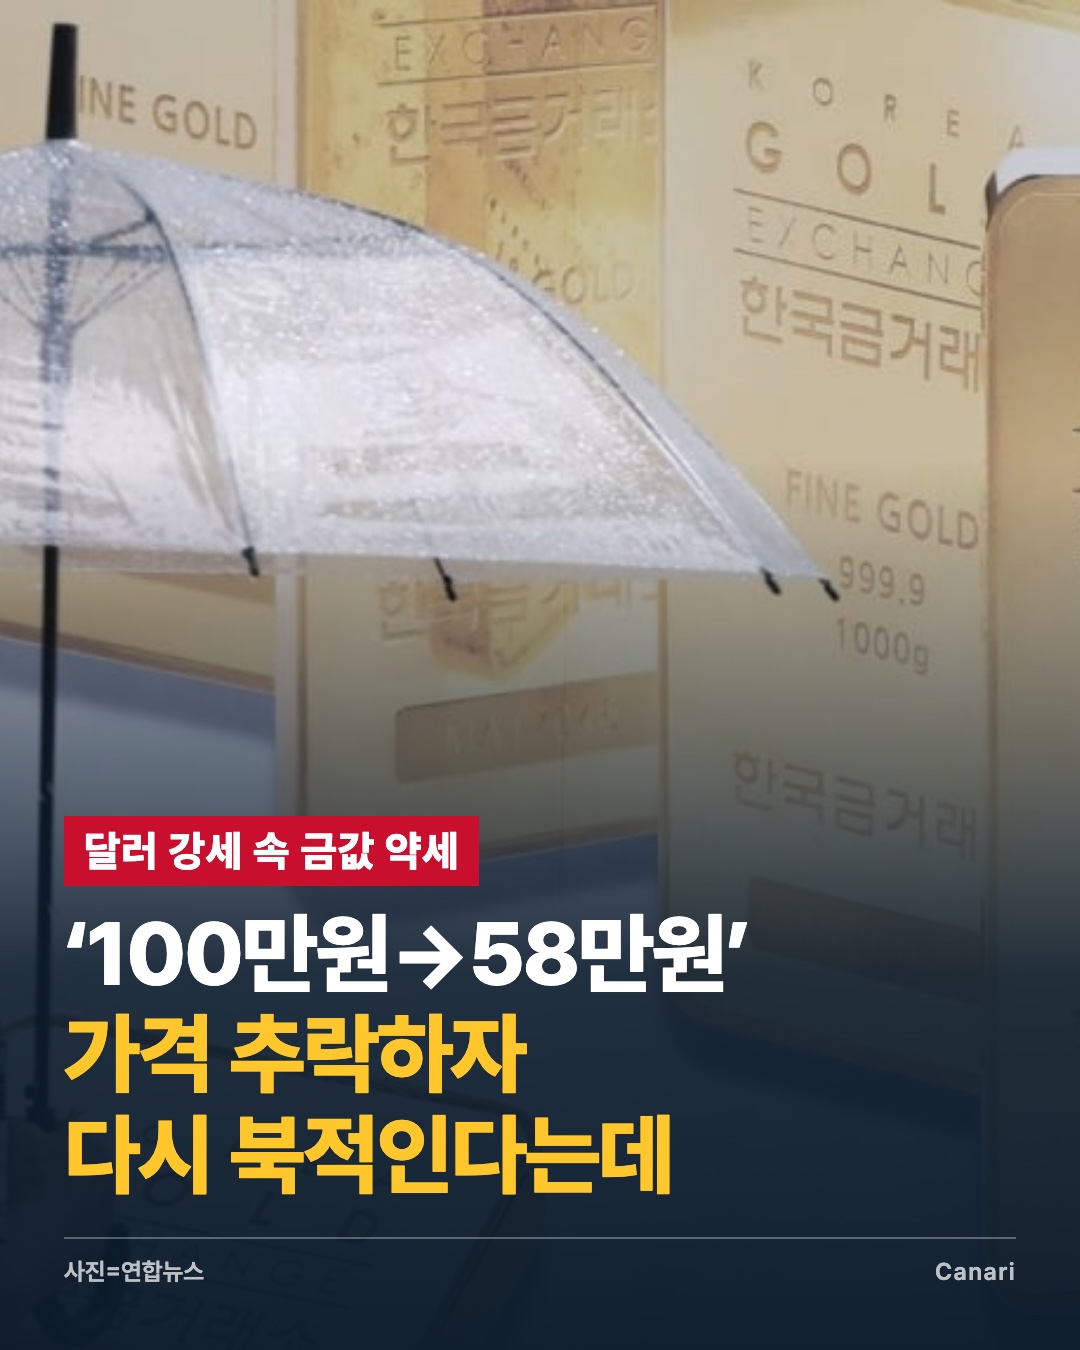 INE GOLD
EXCHANG
한국금거래
GOLD
KOREA
GOL
EXCHANG
한국금거래
FINE GOLD
999.9
1000g
한국금거래
달러 강세 속 금값 약세
‘100만원→58만원’
가격 추락하자
다시 북적인다는데
사진=연합뉴스
Canari